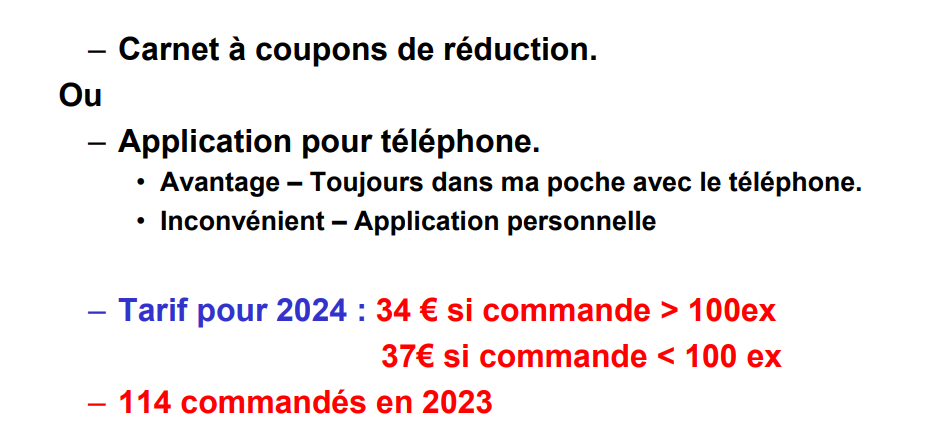 – Carnet à coupons de réduction.
Ou
– Application pour téléphone.
• Avantage – Toujours dans ma poche avec le téléphone.
• Inconvénient – Application personnelle
– Tarif pour 2024 : 34 € si commande > 100ex
37€ si commande < 100 ex
– 114 commandés en 2023